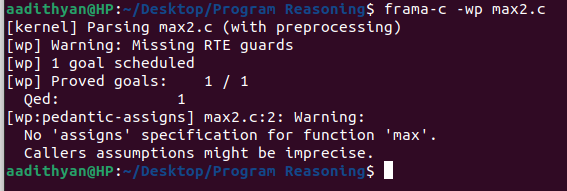 aadithyan@HP:~/Desktop/Program Reasoning$ frama-c -wp max2.c
[kernel] Parsing max2.c (with preprocessing)
[wp] Warning: Missing RTE guards
[wp] 1 goal scheduled
[wp] Proved goals:    1 / 1
  Qed:             1
[wp:pedantic-assigns] max2.c:2: Warning:
  No 'assigns' specification for function 'max'.
  Callers assumptions might be imprecise.
aadithyan@HP:~/Desktop/Program Reasoning$